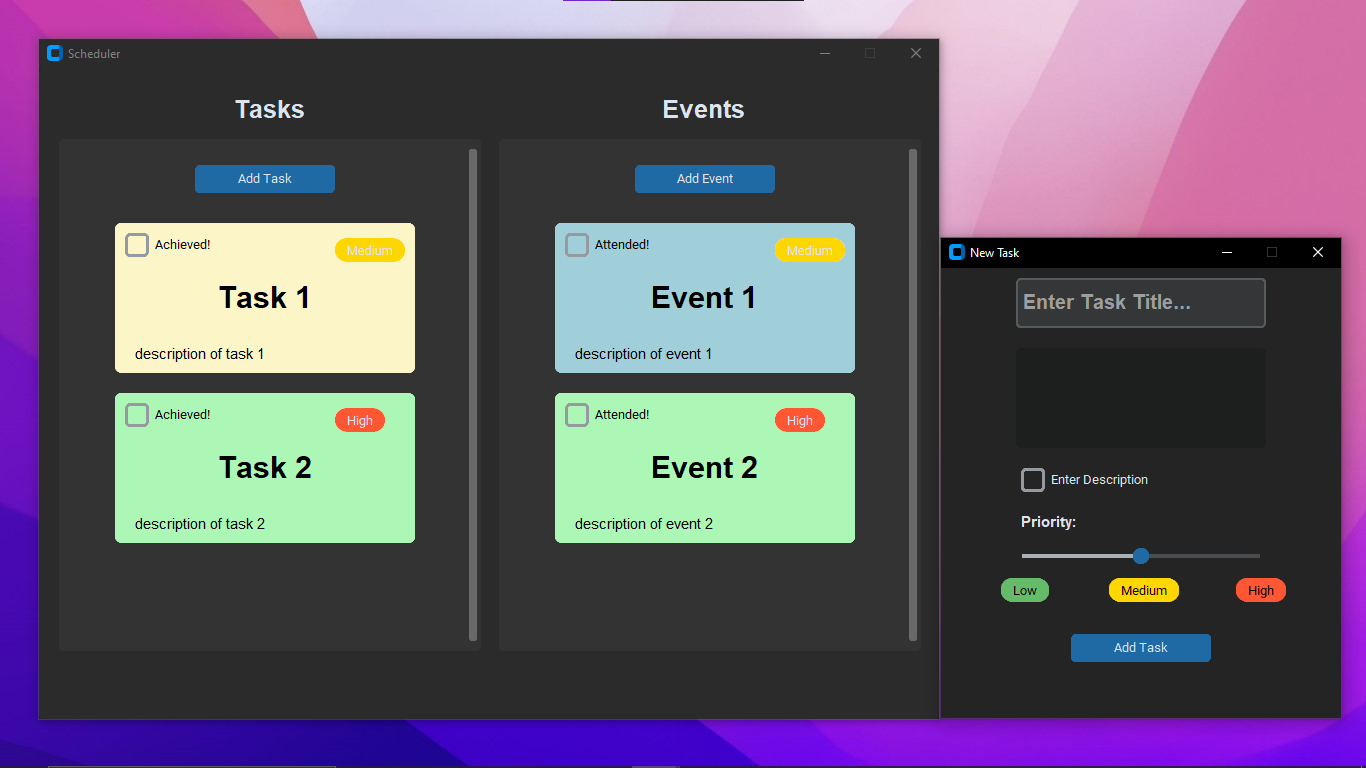 Scheduler
Tasks
Events
Add Task
Add Event
Achieved!
Medium
Task 1
description of task 1
Attended!
Medium
Event 1
description of event 1
Achieved!
High
Task 2
description of task 2
Attended!
High
Event 2
description of event 2
New Task
Enter Task Title...
Enter Description
Priority:
Low
Medium
High
Add Task